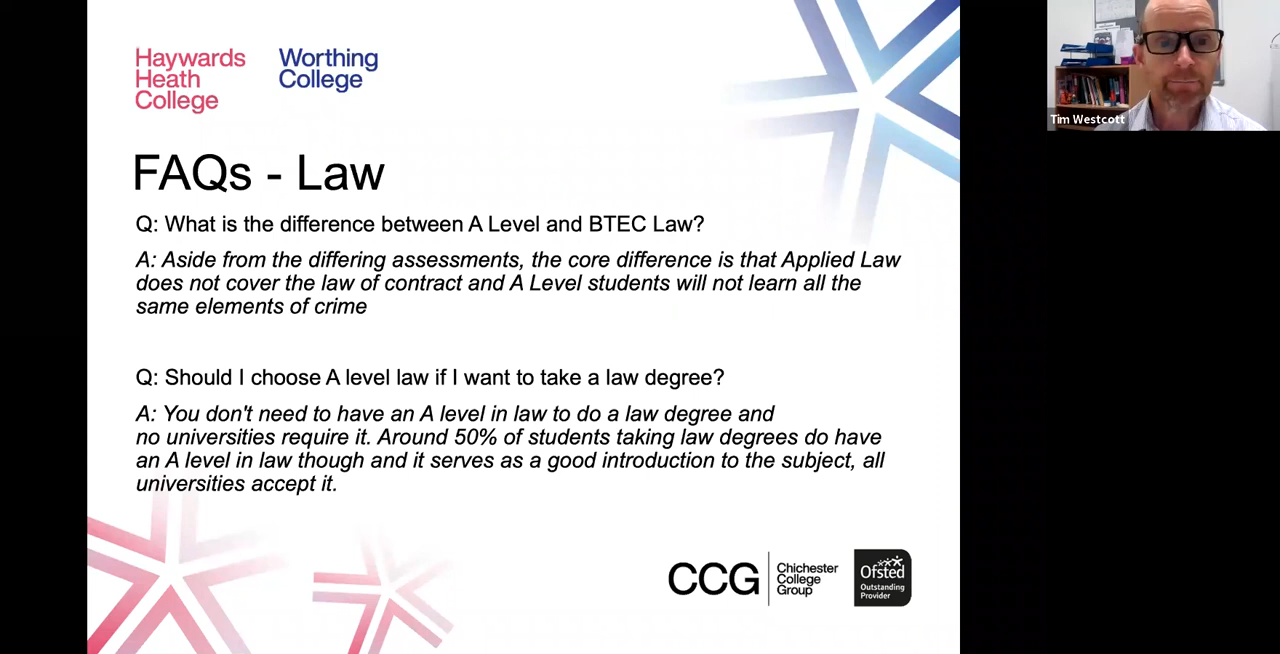 Haywards
Heath
College
Worthing
College
FAQs - Law
Q: What is the difference between A Level and BTEC Law?
A: Aside from the differing assessments, the core difference is that Applied Law
does not cover the law of contract and A Level students will not learn all the
same elements of crime
Q: Should I choose A level law if I want to take a law degree?
A: You don't need to have an A level in law to do a law degree and
no universities require it. Around 50% of students taking law degrees do have
an A level in law though and it serves as a good introduction to the subject, all
universities accept it.
CCG
Chichester
College
Group
Ofsted
Outstanding
Provider
Tim Westcott